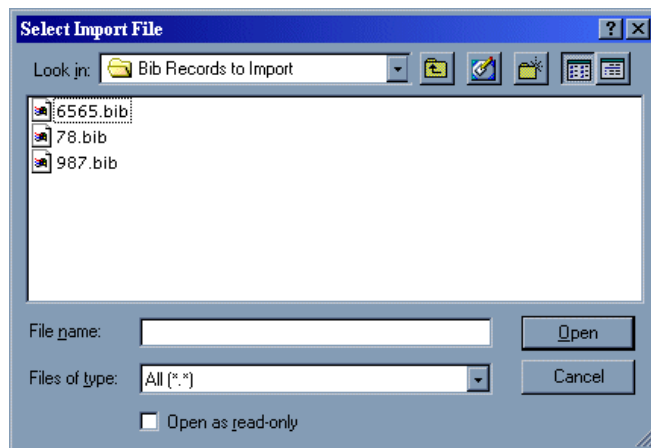 Select Import File
Look in: Bib Records to Import
6565.bib
78.bib
987.bib
File name: Open
Files of type: All (*.*) Cancel
Open as read-only